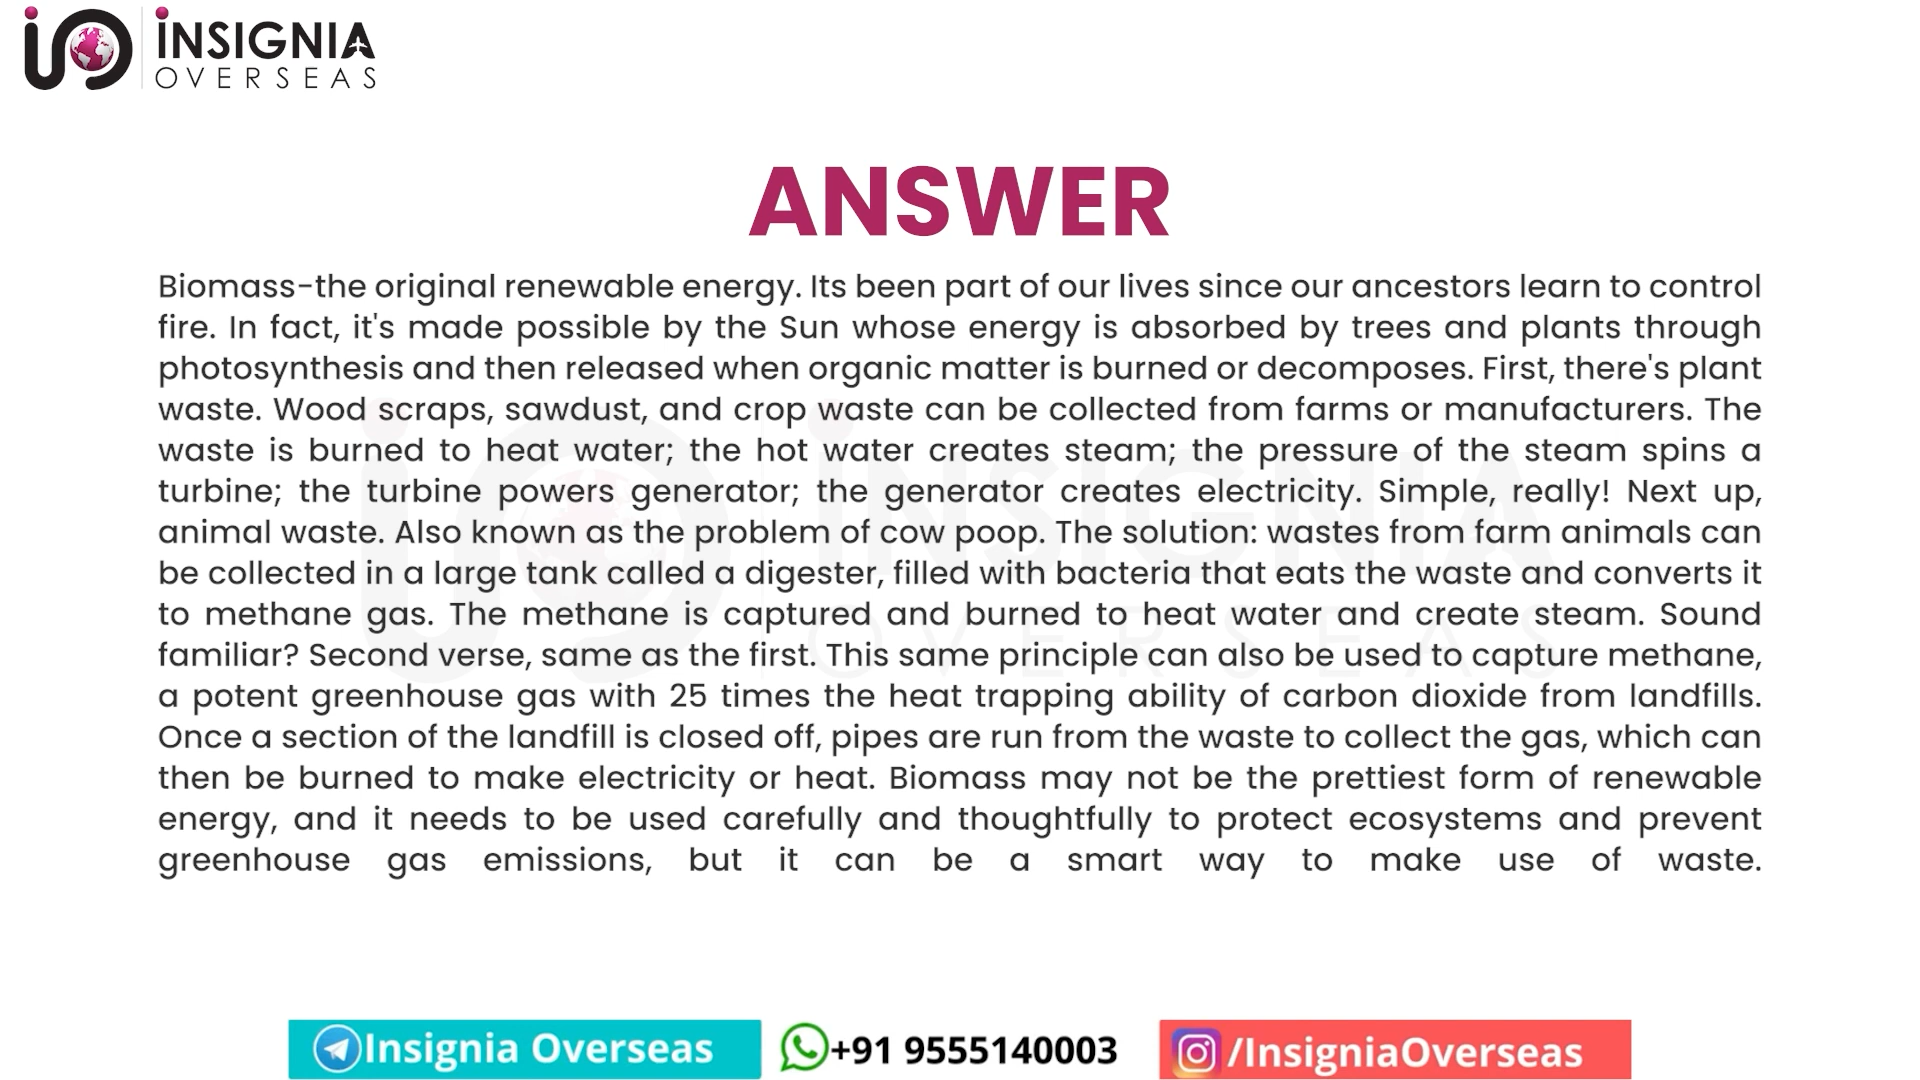 INSIGNIA
OVERSEAS
ANSWER
Biomass-the original renewable energy. Its been part of our lives since our ancestors learn to control
fire. In fact, it's made possible by the Sun whose energy is absorbed by trees and plants through
photosynthesis and then released when organic matter is burned or decomposes. First, there's plant
waste. Wood scraps, sawdust, and crop waste can be collected from farms or manufacturers. The
waste is burned to heat water; the hot water creates steam; the pressure of the steam spins a
turbine; the turbine powers generator; the generator creates electricity. Simple, really! Next up,
animal waste. Also known as the problem of cow poop. The solution: wastes from farm animals can
be collected in a large tank called a digester, filled with bacteria that eats the waste and converts it
to methane gas. The methane is captured and burned to heat water and create steam. Sound
familiar? Second verse, same as the first. This same principle can also be used to capture methane,
a potent greenhouse gas with 25 times the heat trapping ability of carbon dioxide from landfills.
Once a section of the landfill is closed off, pipes are run from the waste to collect the gas, which can
then be burned to make electricity or heat. Biomass may not be the prettiest form of renewable
energy, and it needs to be used carefully and thoughtfully to protect ecosystems and prevent
greenhouse gas emissions, but it can be a smart way to make use of waste.
INSIGNIA
OVERSEAS
Insignia Overseas
+91 9555140003
/InsigniaOverseas